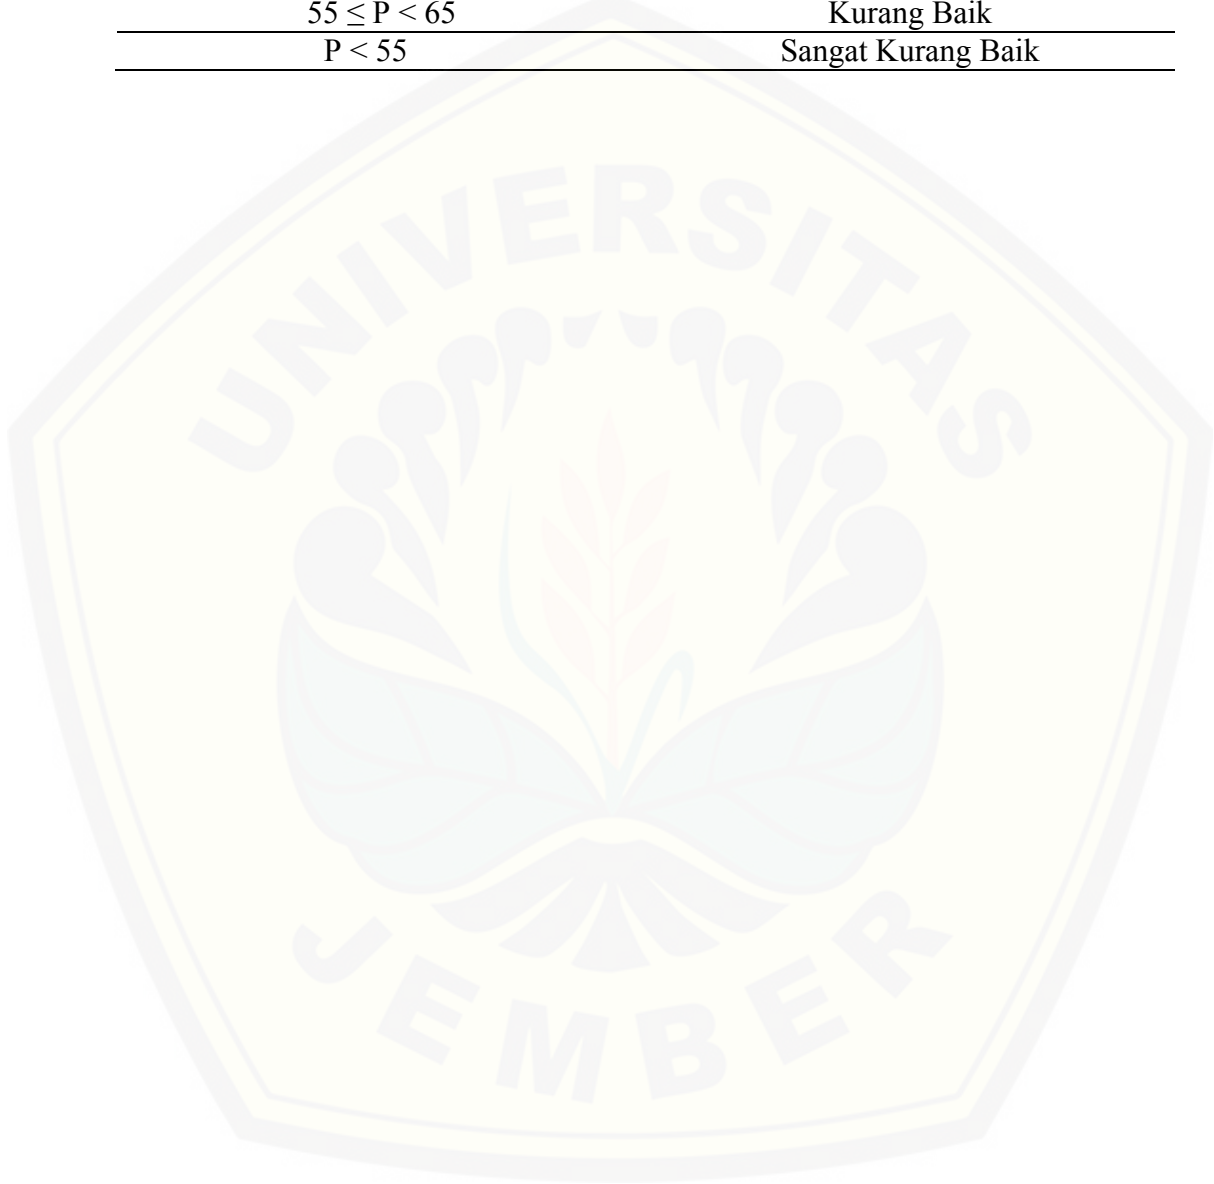 55 ≤ P < 65 Kurang Baik
P < 55 Sangat Kurang Baik
UNIVERSITAS
JEMBER